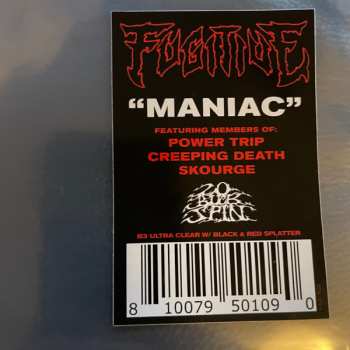 FUGITIVE
“MANIAC”
FEATURING MEMBERS OF:
POWER TRIP
CREEPING DEATH
SKOURGE
20 BUCK SPIN
B3 ULTRA CLEAR W/ BLACK & RED SPLATTER
8 10079 50109 0